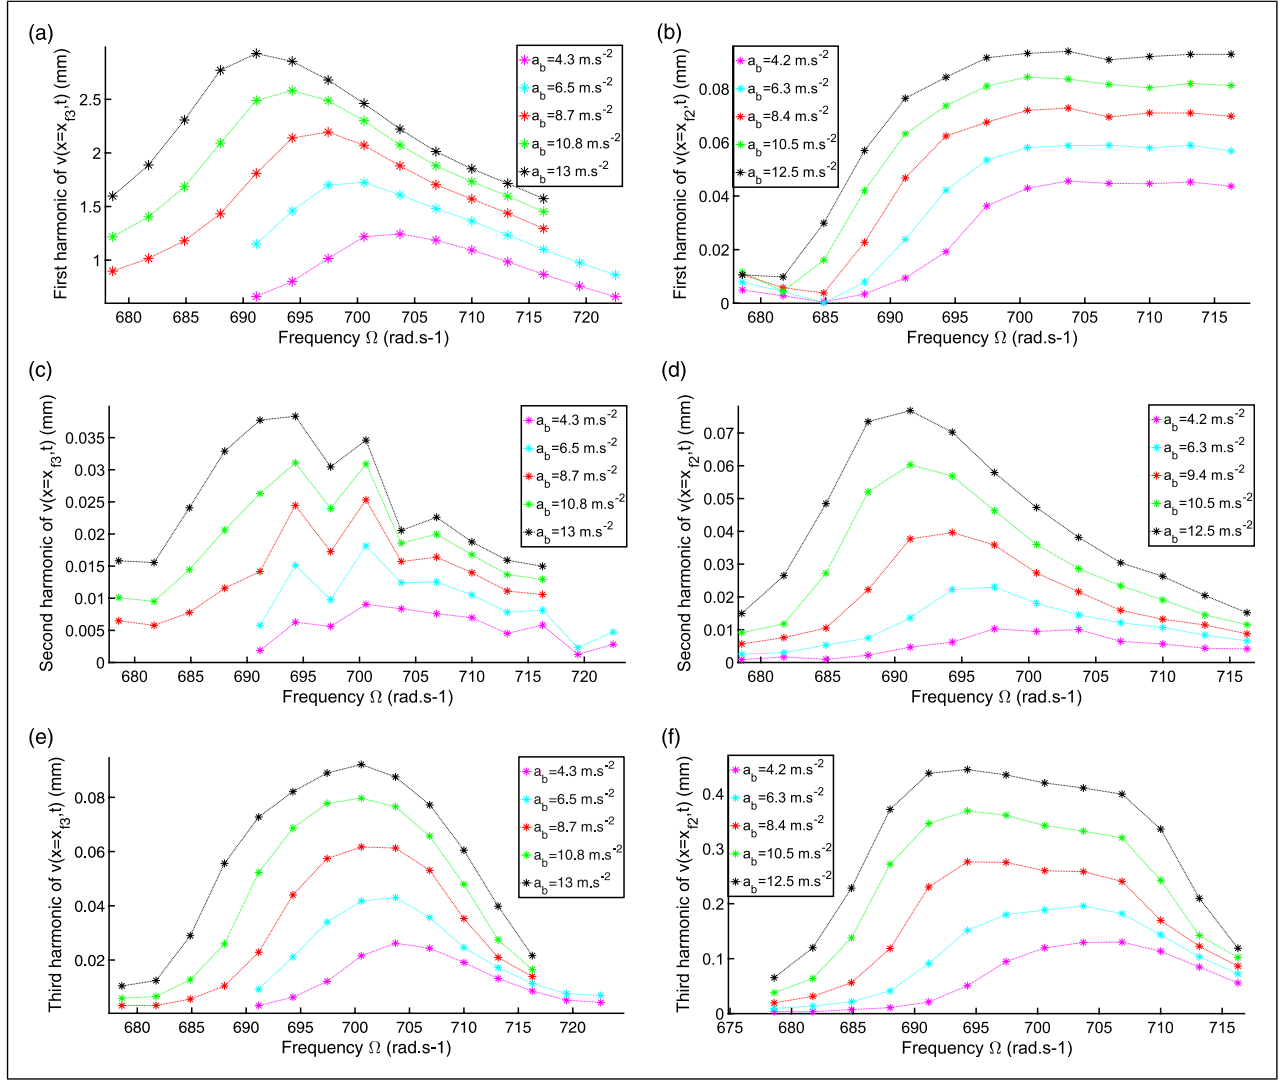 (a)
First harmonic of v(x=x_f3,t) (mm)
2.5
2
1.5
1
680 685 690 695 700 705 710 715 720
Frequency Ω (rad.s-1)
a_b=4.3 m.s^-2
a_b=6.5 m.s^-2
a_b=8.7 m.s^-2
a_b=10.8 m.s^-2
a_b=13 m.s^-2
(b)
First harmonic of v(x=x_f2,t) (mm)
0.08
0.06
0.04
0.02
0
680 685 690 695 700 705 710 715
Frequency Ω (rad.s-1)
a_b=4.2 m.s^-2
a_b=6.3 m.s^-2
a_b=8.4 m.s^-2
a_b=10.5 m.s^-2
a_b=12.5 m.s^-2
(c)
Second harmonic of v(x=x_f3,t) (mm)
0.035
0.03
0.025
0.02
0.015
0.01
0.005
0
680 685 690 695 700 705 710 715 720
Frequency Ω (rad.s-1)
a_b=4.3 m.s^-2
a_b=6.5 m.s^-2
a_b=8.7 m.s^-2
a_b=10.8 m.s^-2
a_b=13 m.s^-2
(d)
Second harmonic of v(x=x_f2,t) (mm)
0.07
0.06
0.05
0.04
0.03
0.02
0.01
0
680 685 690 695 700 705 710 715
Frequency Ω (rad.s-1)
a_b=4.2 m.s^-2
a_b=6.3 m.s^-2
a_b=9.4 m.s^-2
a_b=10.5 m.s^-2
a_b=12.5 m.s^-2
(e)
Third harmonic of v(x=x_f3,t) (mm)
0.08
0.06
0.04
0.02
680 685 690 695 700 705 710 715 720
Frequency Ω (rad.s-1)
a_b=4.3 m.s^-2
a_b=6.5 m.s^-2
a_b=8.7 m.s^-2
a_b=10.8 m.s^-2
a_b=13 m.s^-2
(f)
Third harmonic of v(x=x_f2,t) (mm)
0.4
0.3
0.2
0.1
0
675 680 685 690 695 700 705 710 715
Frequency Ω (rad.s-1)
a_b=4.2 m.s^-2
a_b=6.3 m.s^-2
a_b=8.4 m.s^-2
a_b=10.5 m.s^-2
a_b=12.5 m.s^-2